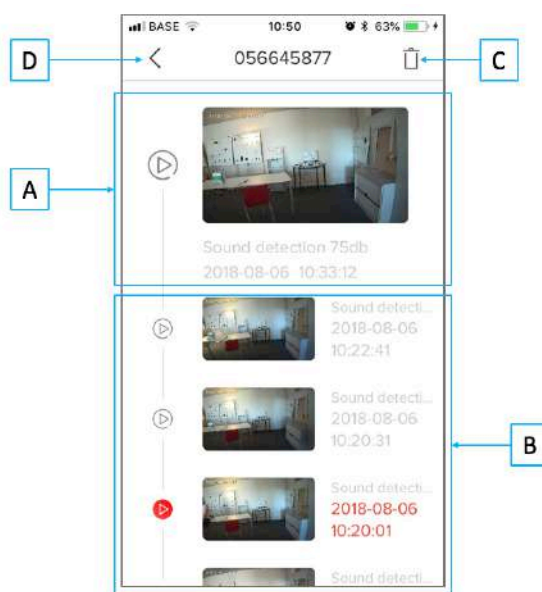 BASE 10:50 63%
D 056645877 C
A
Sound detection 75db
2018-08-06 10:33:12
Sound detecti...
2018-08-06
10:22:41
Sound detecti...
2018-08-06
10:20:31
B
Sound detecti...
2018-08-06
10:20:01
Sound detecti...